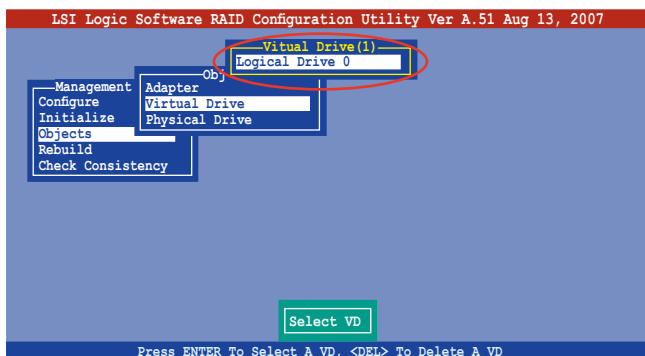 LSI Logic Software RAID Configuration Utility Ver A.51 Aug 13, 2007
Vitual Drive(1)
Logical Drive 0
Obj
Adapter
Virtual Drive
Physical Drive
Management
Configure
Initialize
Objects
Rebuild
Check Consistency
Select VD
Press ENTER To Select A VD, <DEL> To Delete A VD